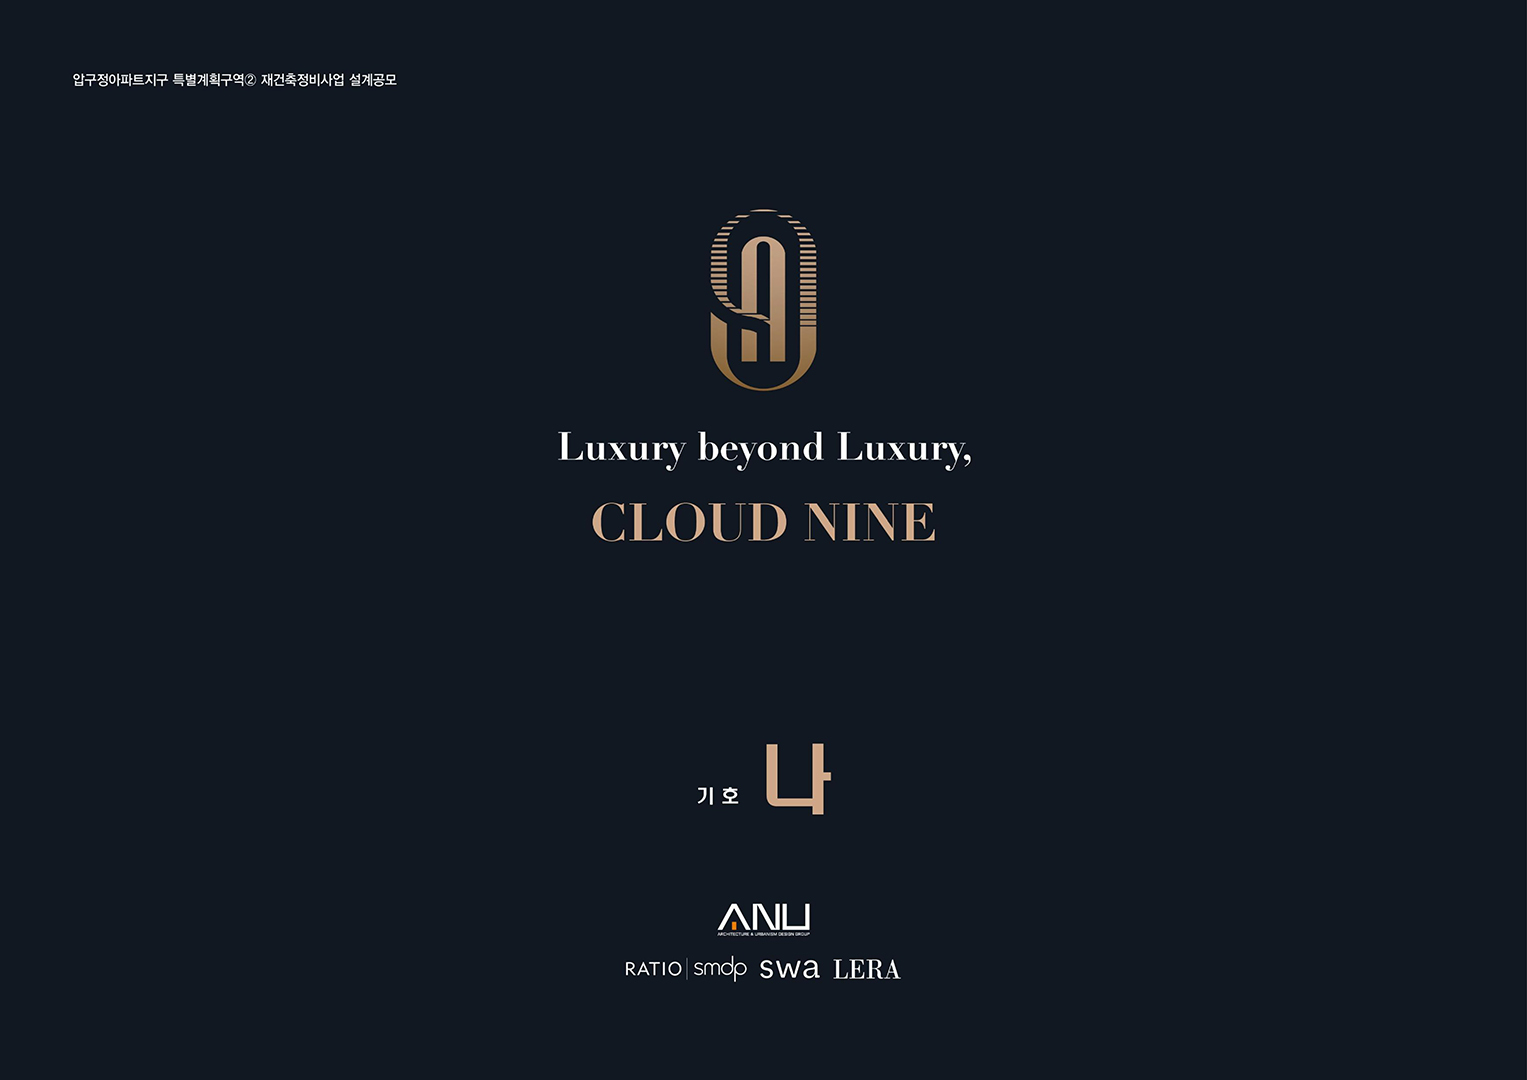 압구정아파트지구 특별계획구역② 재건축정비사업 설계공모
Luxury beyond Luxury,
CLOUD NINE
기호 나
ANU
ARCHITECTURE & URBANISM DESIGN GROUP
RATIO | smdp swa LERA